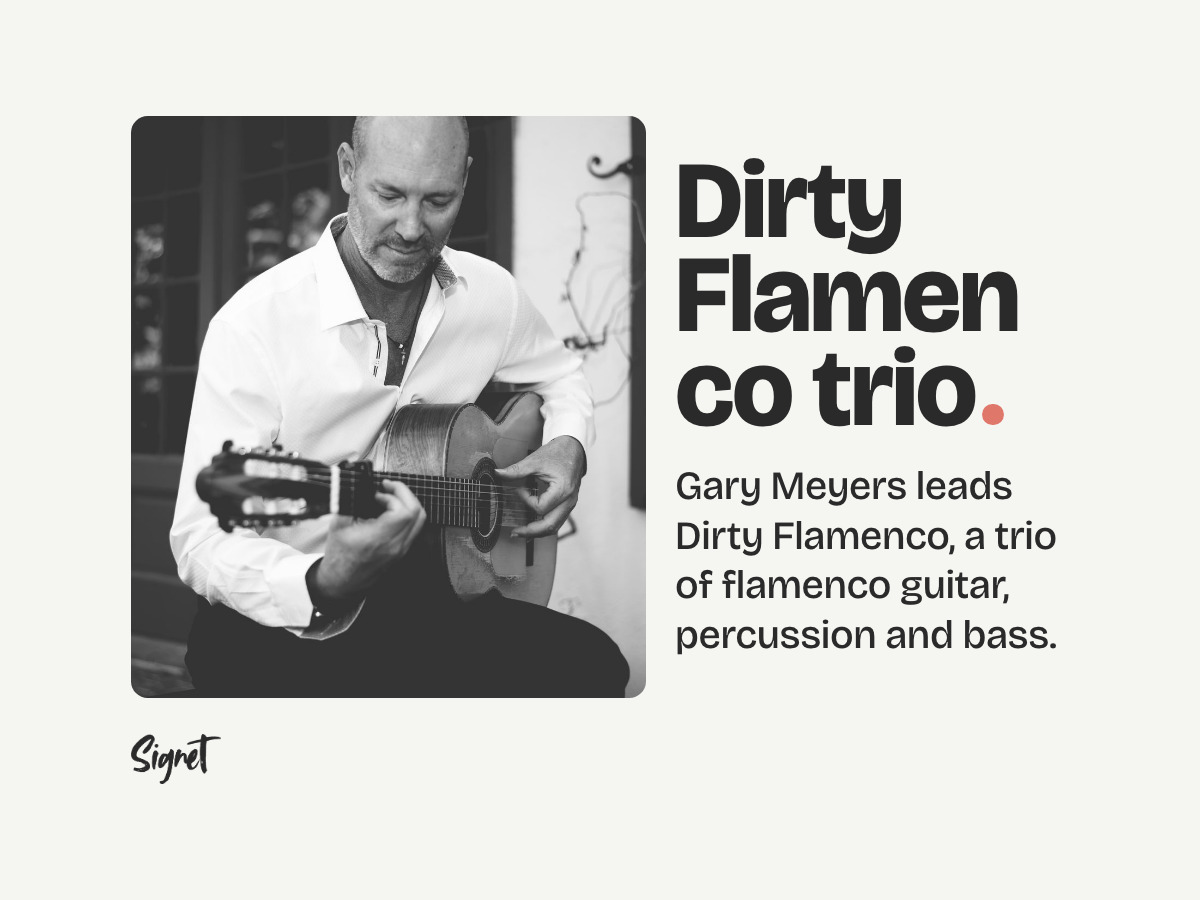 Dirty
Flamen
co trio.
Gary Meyers leads
Dirty Flamenco, a trio
of flamenco guitar,
percussion and bass.
Signet